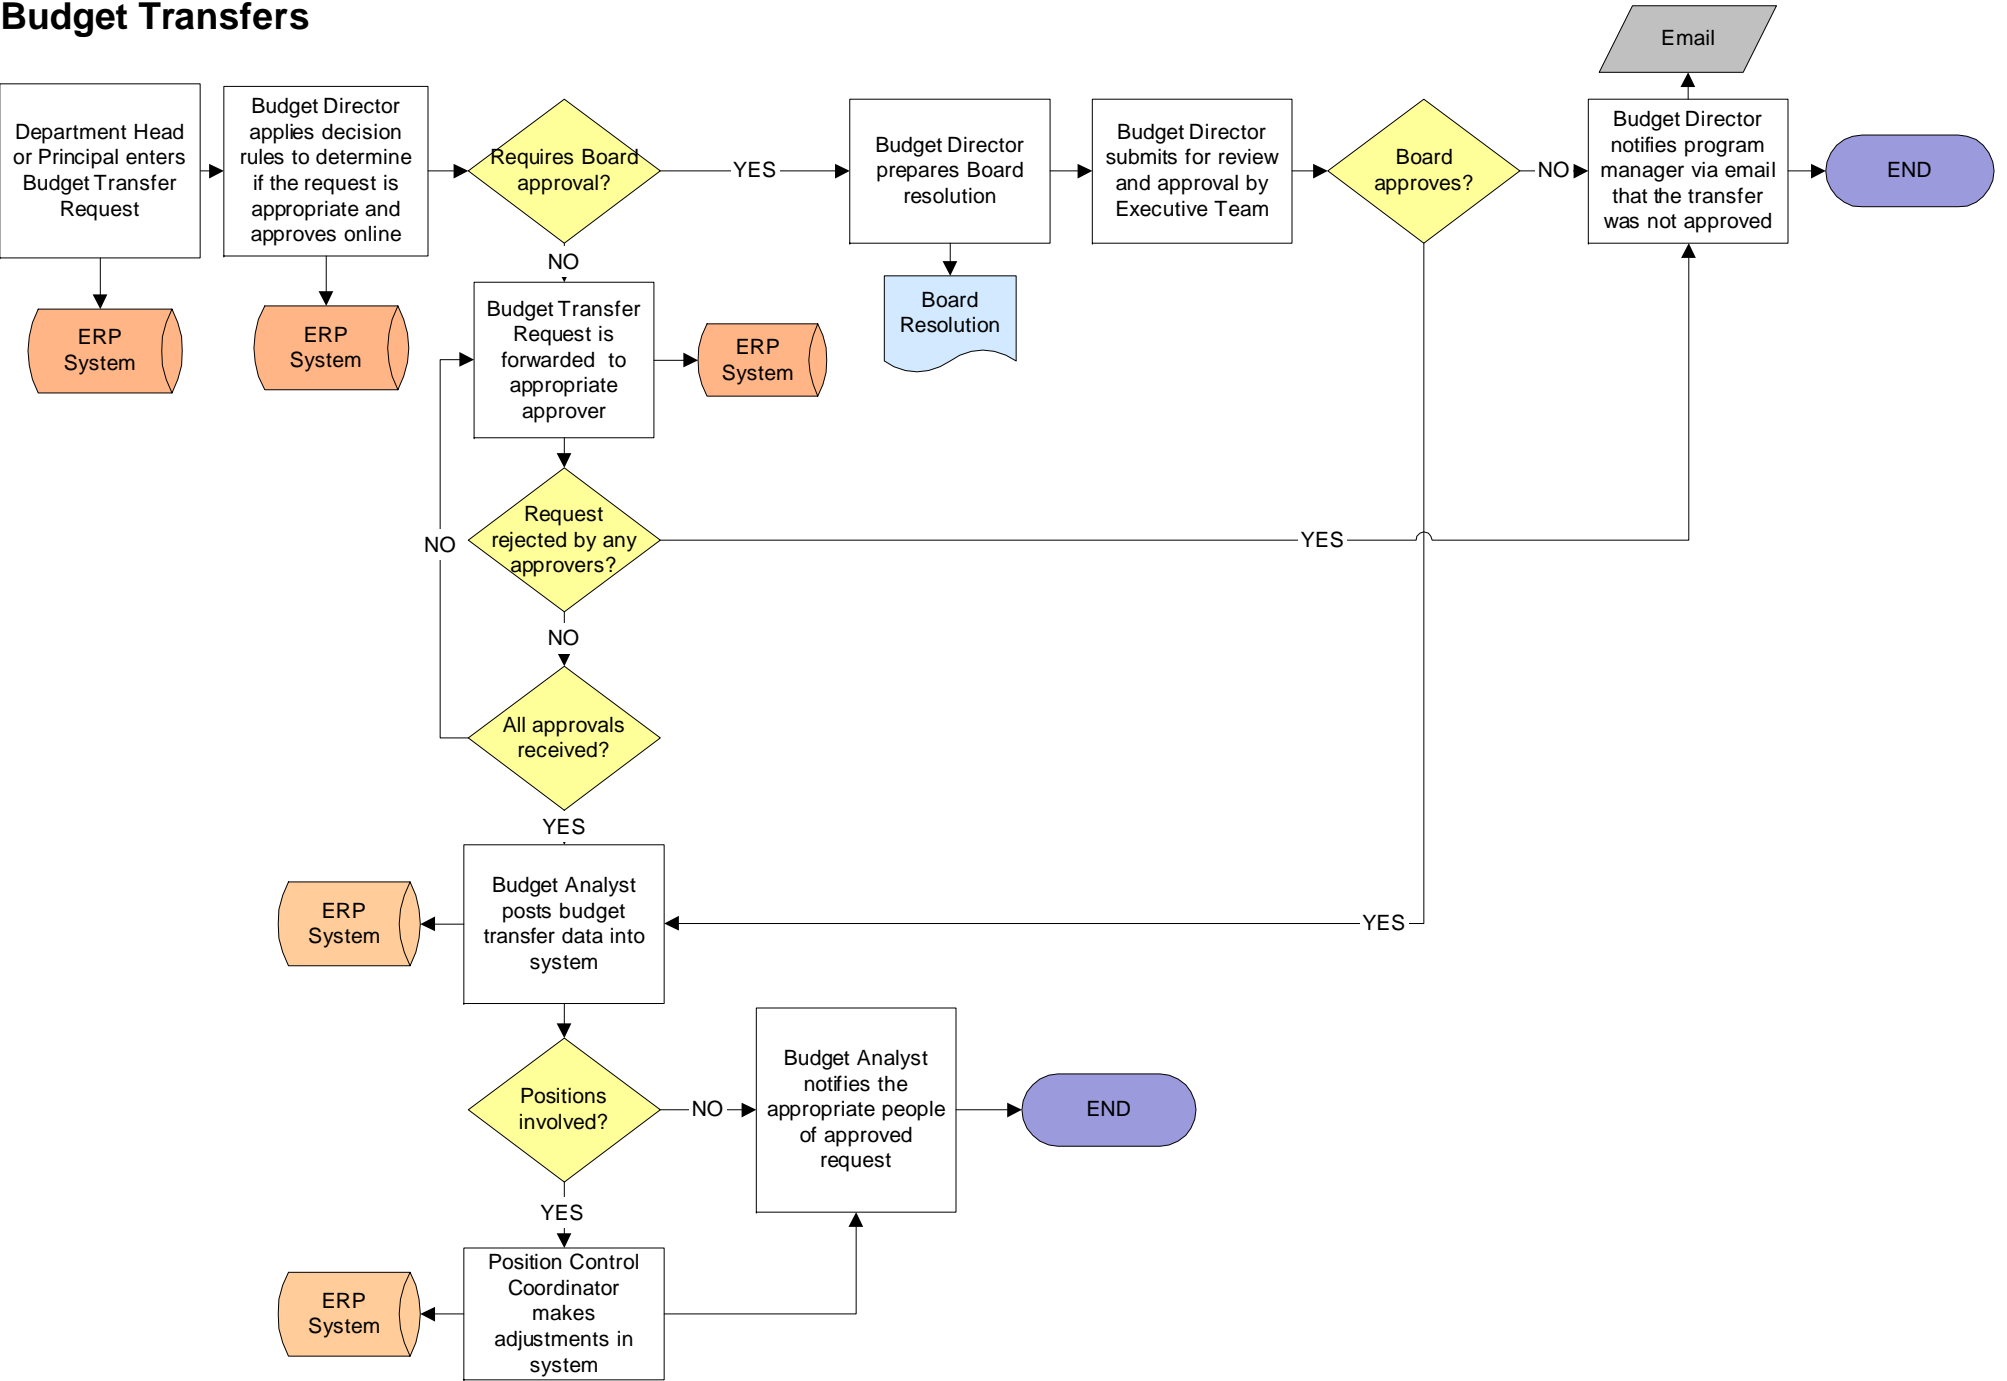 Budget Transfers
Email
Department Head
or Principal enters
Budget Transfer
Request
Budget Director
applies decision
rules to determine
if the request is
appropriate and
approves online
Requires Board
approval?
YES
Budget Director
prepares Board
resolution
Budget Director
submits for review
and approval by
Executive Team
Board
approves?
NO
Budget Director
notifies program
manager via email
that the transfer
was not approved
END
NO
ERP
System
ERP
System
Budget Transfer
Request is
forwarded to
appropriate
approver
ERP
System
Board
Resolution
NO
Request
rejected by any
approvers?
YES
NO
All approvals
received?
YES
ERP
System
Budget Analyst
posts budget
transfer data into
system
YES
Positions
involved?
NO
Budget Analyst
notifies the
appropriate people
of approved
request
END
YES
ERP
System
Position Control
Coordinator
makes
adjustments in
system